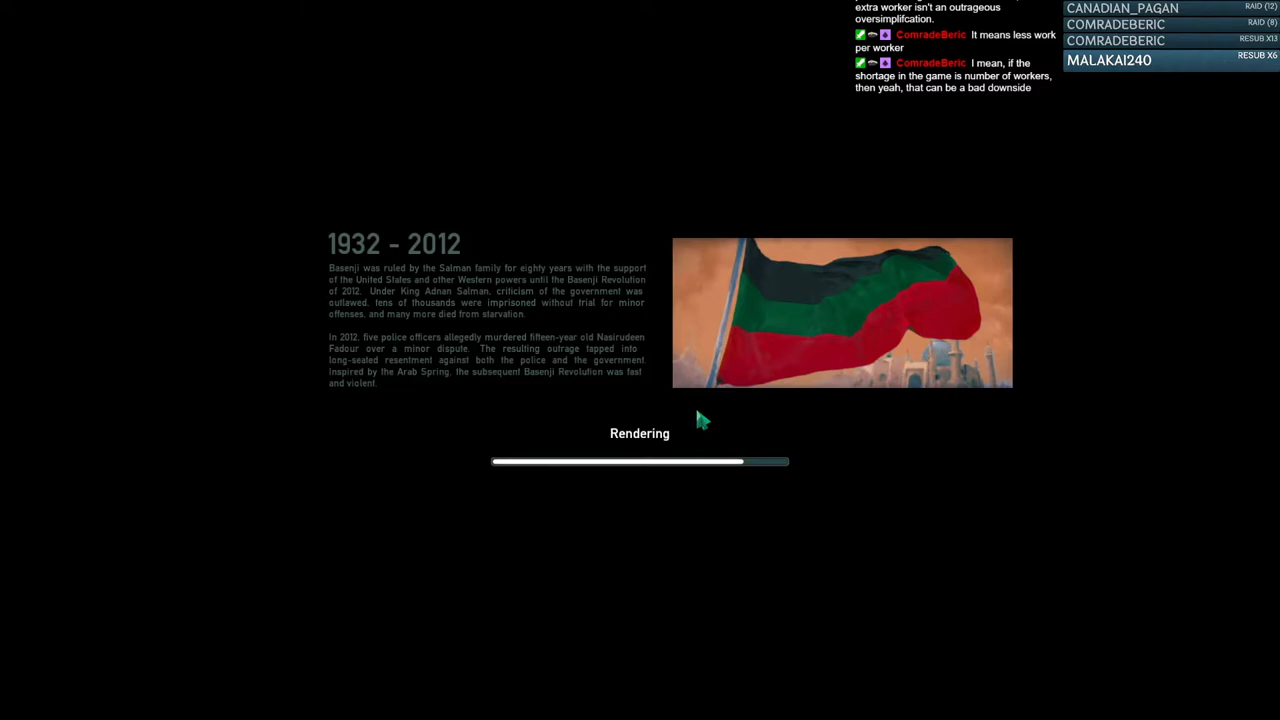 extra worker isn't an outrageous
oversimplifcation.
ComradeBeric It means less work
per worker
ComradeBeric I mean, if the
shortage in the game is number of workers,
then yeah, that can be a bad downside
CANADIAN_PAGAN RAID (12)
COMRADEBERIC RAID (8)
COMRADEBERIC RESUB X13
MALAKAI240 RESUB X6
1932 - 2012
Basenji was ruled by the Salman family for eighty years with the support
of the United States and other Western powers until the Basenji Revolution
of 2012. Under King Adnan Salman, criticism of the government was
outlawed, tens of thousands were imprisoned without trial for minor
offenses, and many more died from starvation.
In 2012, five police officers allegedly murdered fifteen-year old Nasirudeen
Fadour over a minor dispute. The resulting outrage tapped into
long-seated resentment against both the police and the government.
Inspired by the Arab Spring, the subsequent Basenji Revolution was fast
and violent.
Rendering